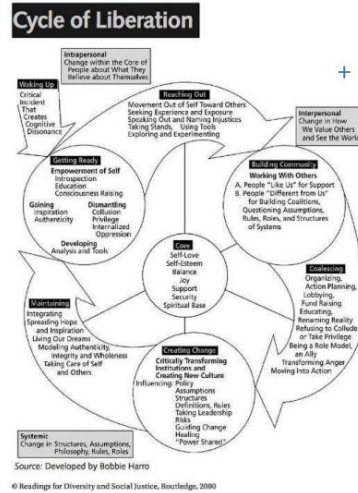 Cycle of Liberation
Intrapersonal
Change within the Core of
People about What They
Believe about Themselves
Waking Up
Critical
Incident
That
Creates
Cognitive
Dissonance
Reaching Out
Movement Out of Self Toward Others
Seeking Experience and Exposure
Speaking Out and Naming Injustices
Taking Stands, Using Tools
Exploring and Experimenting
Interpersonal
Change in How
We Value Others
and See the World
Getting Ready
Empowerment of Self
Introspection
Education
Consciousness Raising
Gaining
Inspiration
Authenticity
Dismantling
Collusion
Privilege
Internalized
Oppression
Developing
Analysis and Tools
Building Community
Working With Others
A. People "Like Us" for Support
B. People "Different from Us"
for Building Coalitions,
Questioning Assumptions,
Rules, Roles, and Structures
of Systems
Core
Self-Love
Self-Esteem
Balance
Joy
Support
Security
Spiritual Base
Coalescing
Organizing,
Action Planning,
Lobbying,
Fund Raising
Educating,
Renaming Reality
Refusing to Collude
or Take Privilege
Being a Role Model,
an Ally
Transforming Anger
Moving Into Action
Maintaining
Integrating
Spreading Hope
and Inspiration
Living Our Dreams
Modeling Authenticity,
Integrity and Wholeness
Taking Care of Self
and Others
Creating Change
Critically Transforming
Institutions and
Creating New Culture
Influencing: Policy
Assumptions
Structures
Definitions, Rules
Taking Leadership
Risks
Guiding Change
Healing
"Power Shared"
Systemic
Change in Structures, Assumptions,
Philosophy, Rules, Roles
Source: Developed by Bobbie Harro
© Readings for Diversity and Social Justice, Routledge, 2000